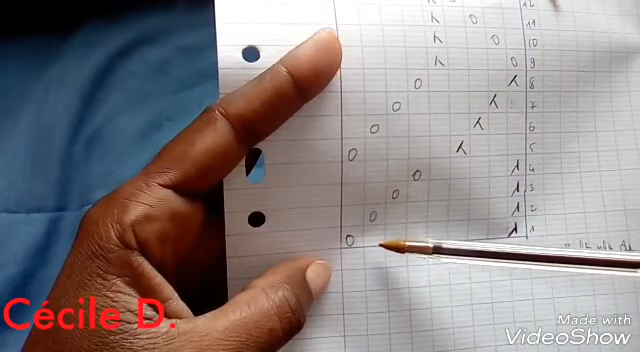 12
λ O 11
λ O 10
λ O 9
O λ 8
O λ 7
O λ 6
O λ 5
O λ 4
O λ 3
O λ 2
O λ 1
Cécile D.
Made with
VideoShow